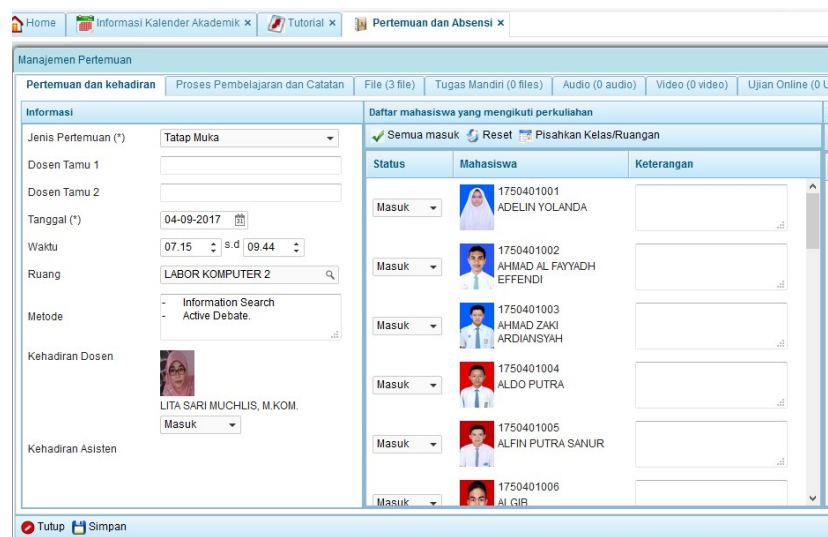 Home
Informasi Kalender Akademik ×
Tutorial ×
Pertemuan dan Absensi ×
Manajemen Pertemuan
Pertemuan dan kehadiran
Proses Pembelajaran dan Catatan
File (3 file)
Tugas Mandiri (0 files)
Audio (0 audio)
Video (0 video)
Ujian Online (0 U
Informasi
Jenis Pertemuan (*)
Tatap Muka
Dosen Tamu 1
Dosen Tamu 2
Tanggal (*)
04-09-2017
Waktu
07.15 s.d 09.44
Ruang
LABOR KOMPUTER 2
Metode
- Information Search
- Active Debate.
Kehadiran Dosen
LITA SARI MUCHLIS, M.KOM.
Masuk
Kehadiran Asisten
Daftar mahasiswa yang mengikuti perkuliahan
Semua masuk Reset Pisahkan Kelas/Ruangan
Status Mahasiswa Keterangan
Masuk
1750401001
ADELIN YOLANDA
Masuk
1750401002
AHMAD AL FAYYADH
EFFENDI
Masuk
1750401003
AHMAD ZAKI
ARDIANSYAH
Masuk
1750401004
ALDO PUTRA
Masuk
1750401005
ALFIN PUTRA SANUR
Masuk
1750401006
ALGIB
Tutup Simpan